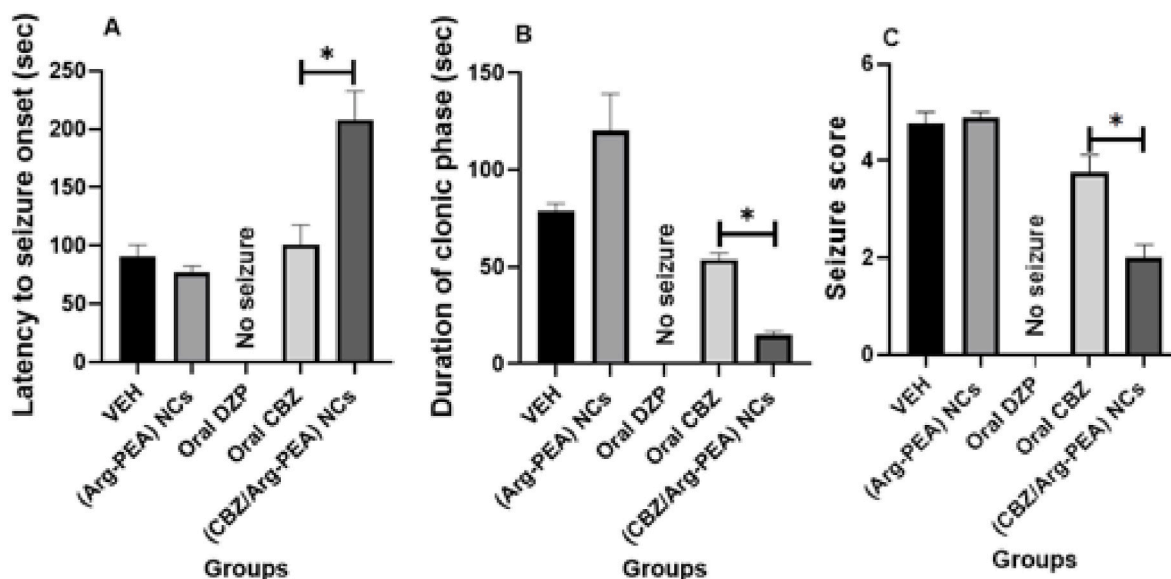 A
Latency to seizure onset (sec)
250
200
150
100
50
0
*
No seizure
VEH
(Arg-PEA) NCs
Oral DZP
Oral CBZ
(CBZ/Arg-PEA) NCs
Groups
B
Duration of clonic phase (sec)
150
100
50
0
*
No seizure
VEH
(Arg-PEA) NCs
Oral DZP
Oral CBZ
(CBZ/Arg-PEA) NCs
Groups
C
Seizure score
6
4
2
0
*
No seizure
VEH
(Arg-PEA) NCs
Oral DZP
Oral CBZ
(CBZ/Arg-PEA) NCs
Groups